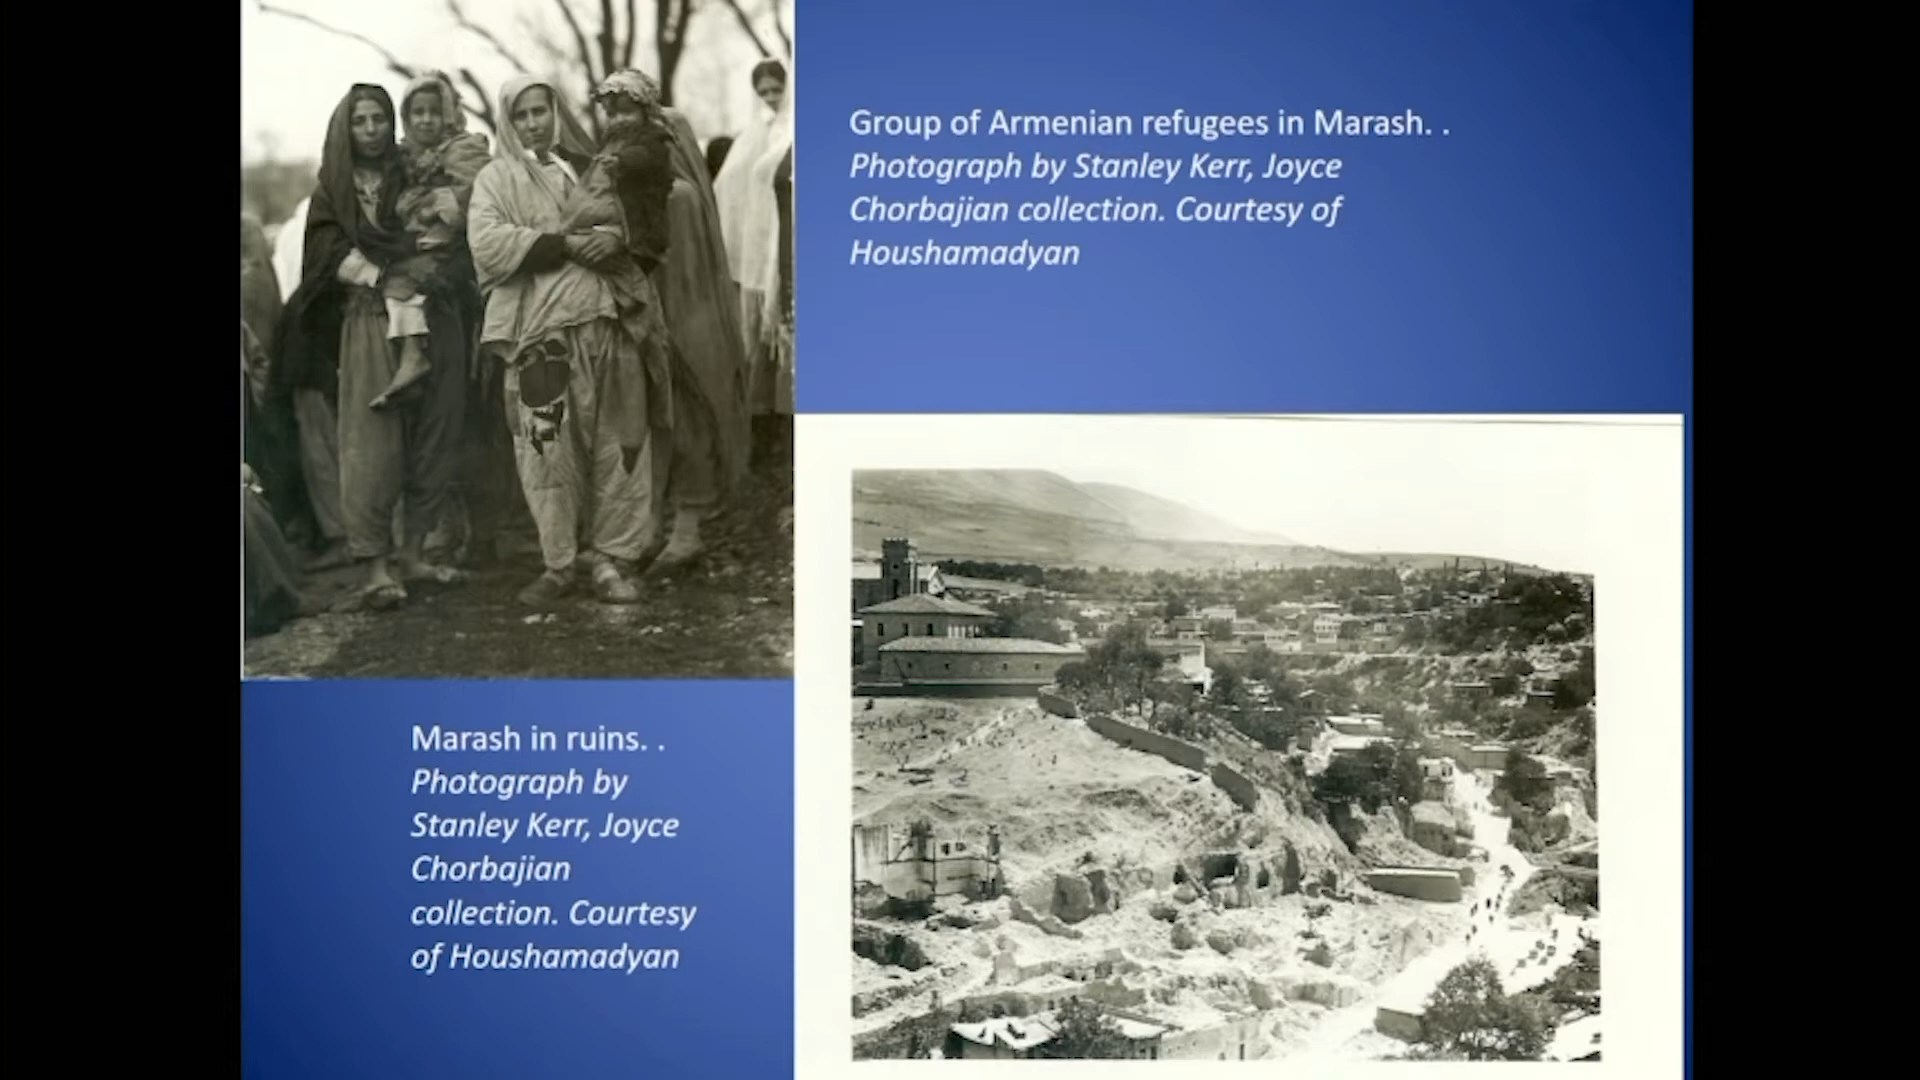 Group of Armenian refugees in Marash. .
Photograph by Stanley Kerr, Joyce
Chorbajian collection. Courtesy of
Houshamadyan
Marash in ruins. .
Photograph by
Stanley Kerr, Joyce
Chorbajian
collection. Courtesy
of Houshamadyan